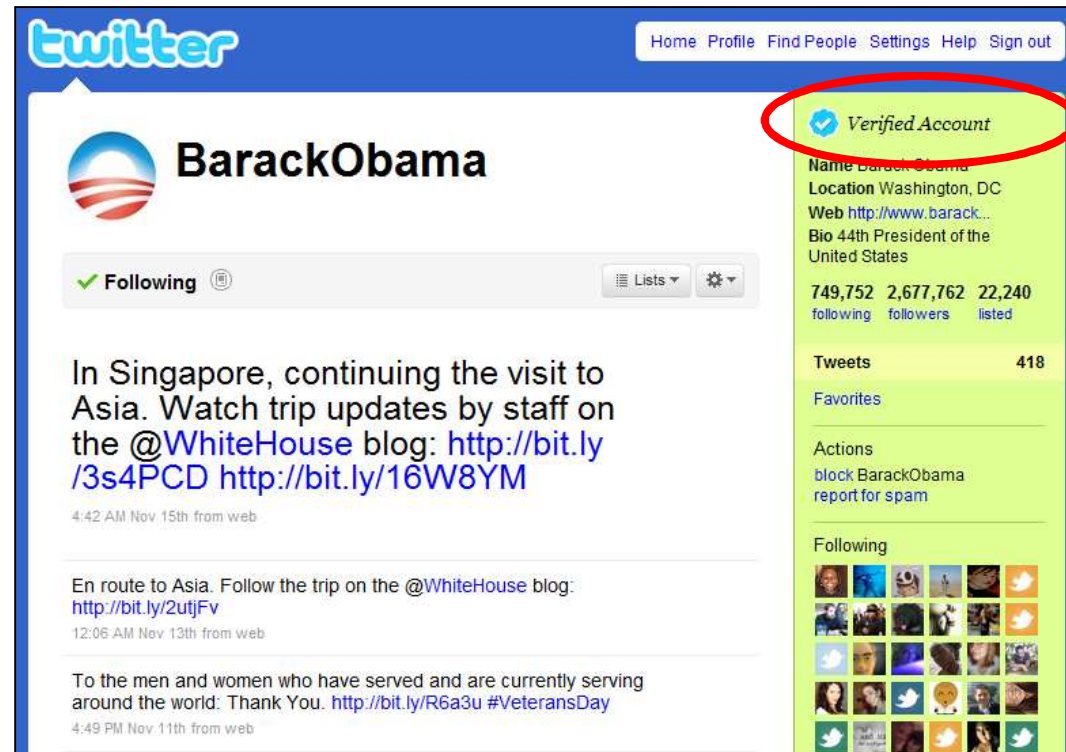 twitter
Home Profile Find People Settings Help Sign out
BarackObama
Following
Lists
In Singapore, continuing the visit to
Asia. Watch trip updates by staff on
the @WhiteHouse blog: http://bit.ly
/3s4PCD http://bit.ly/16W8YM
4:42 AM Nov 15th from web
En route to Asia. Follow the trip on the @WhiteHouse blog:
http://bit.ly/2utjFv
12:06 AM Nov 13th from web
To the men and women who have served and are currently serving
around the world: Thank You. http://bit.ly/R6a3u #VeteransDay
4:49 PM Nov 11th from web
Verified Account
Name Barack Obama
Location Washington, DC
Web http://www.barack...
Bio 44th President of the
United States
749,752 2,677,762 22,240
following followers listed
Tweets 418
Favorites
Actions
block BarackObama
report for spam
Following